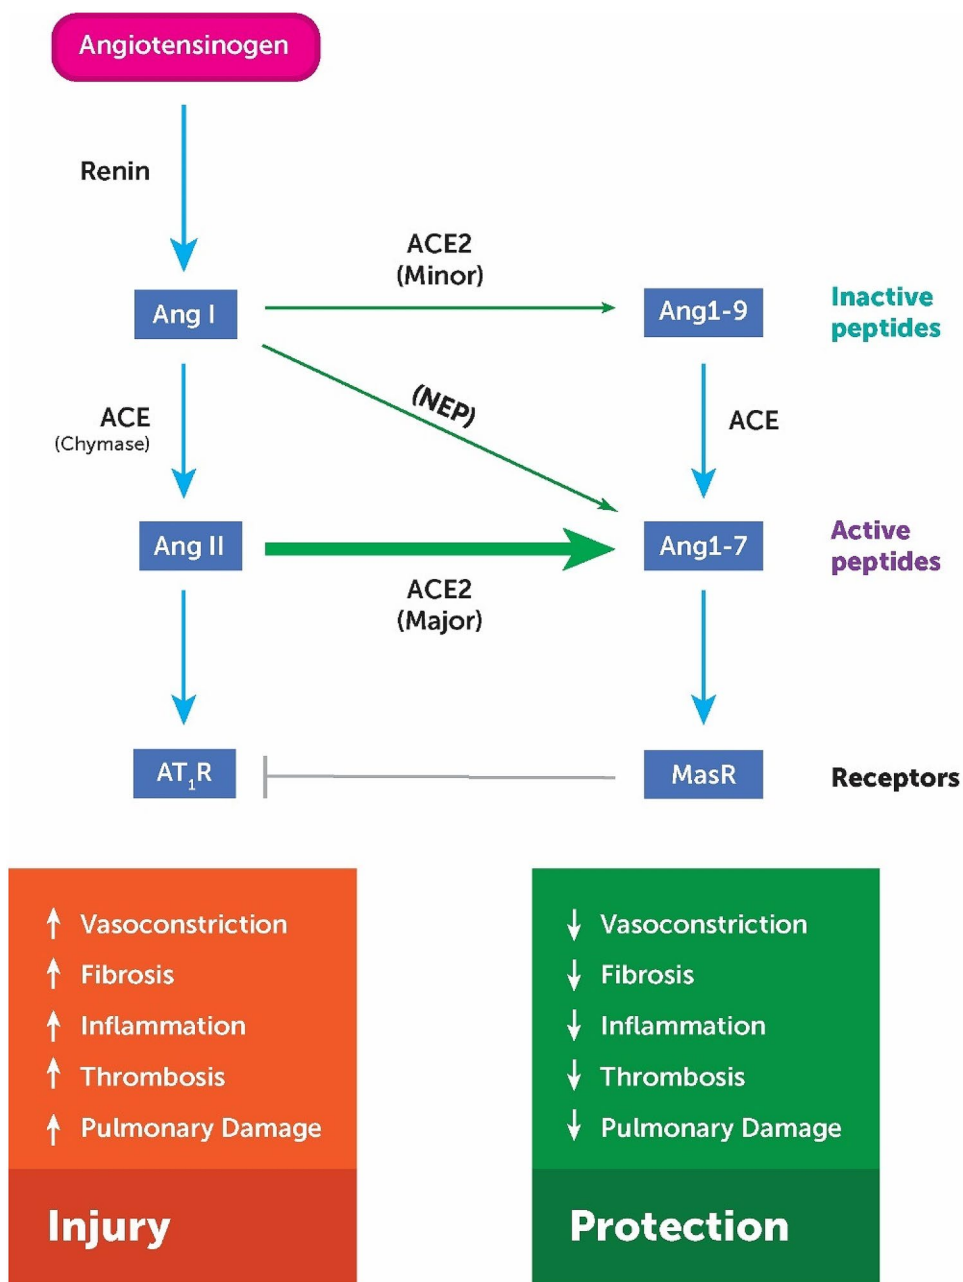 Angiotensinogen
Renin
ACE2
(Minor)
Ang I
Ang1-9
Inactive
peptides
(NEP)
ACE
(Chymase)
ACE
Ang II
Ang1-7
Active
peptides
ACE2
(Major)
AT₁R
MasR
Receptors
↑ Vasoconstriction
↑ Fibrosis
↑ Inflammation
↑ Thrombosis
↑ Pulmonary Damage
Injury
↓ Vasoconstriction
↓ Fibrosis
↓ Inflammation
↓ Thrombosis
↓ Pulmonary Damage
Protection